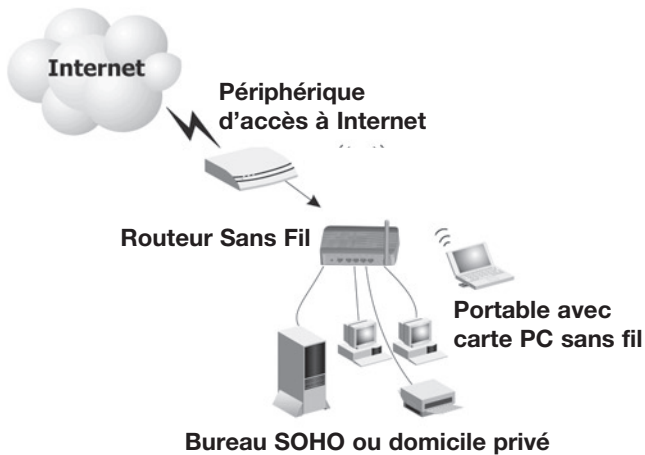 Internet
Périphérique
d'accès à Internet
Routeur Sans Fil
Portable avec
carte PC sans fil
Bureau SOHO ou domicile privé